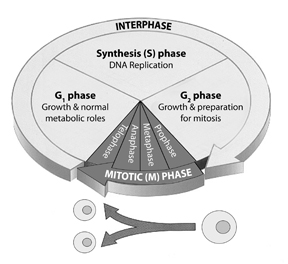 INTERPHASE
Synthesis (S) phase
DNA Replication
G1 phase
Growth & normal
metabolic roles
G2 phase
Growth & preparation
for mitosis
Telophase
Anaphase
Metaphase
Prophase
MITOTIC (M) PHASE